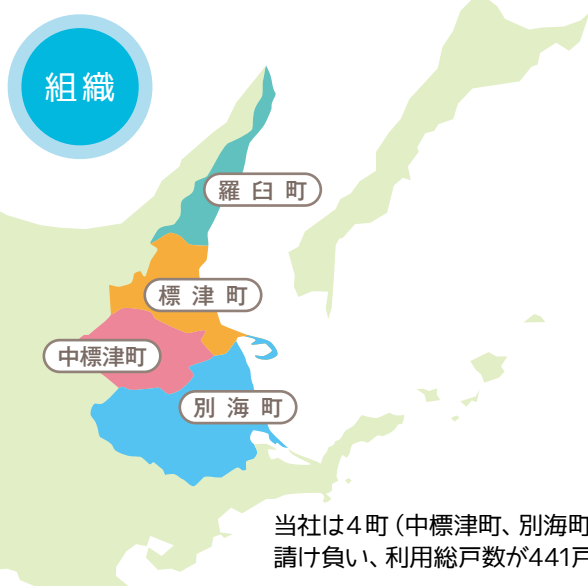 組織
羅臼町
標津町
中標津町
別海町
当社は4町（中標津町、別海町
請け負い、利用総戸数が441戸